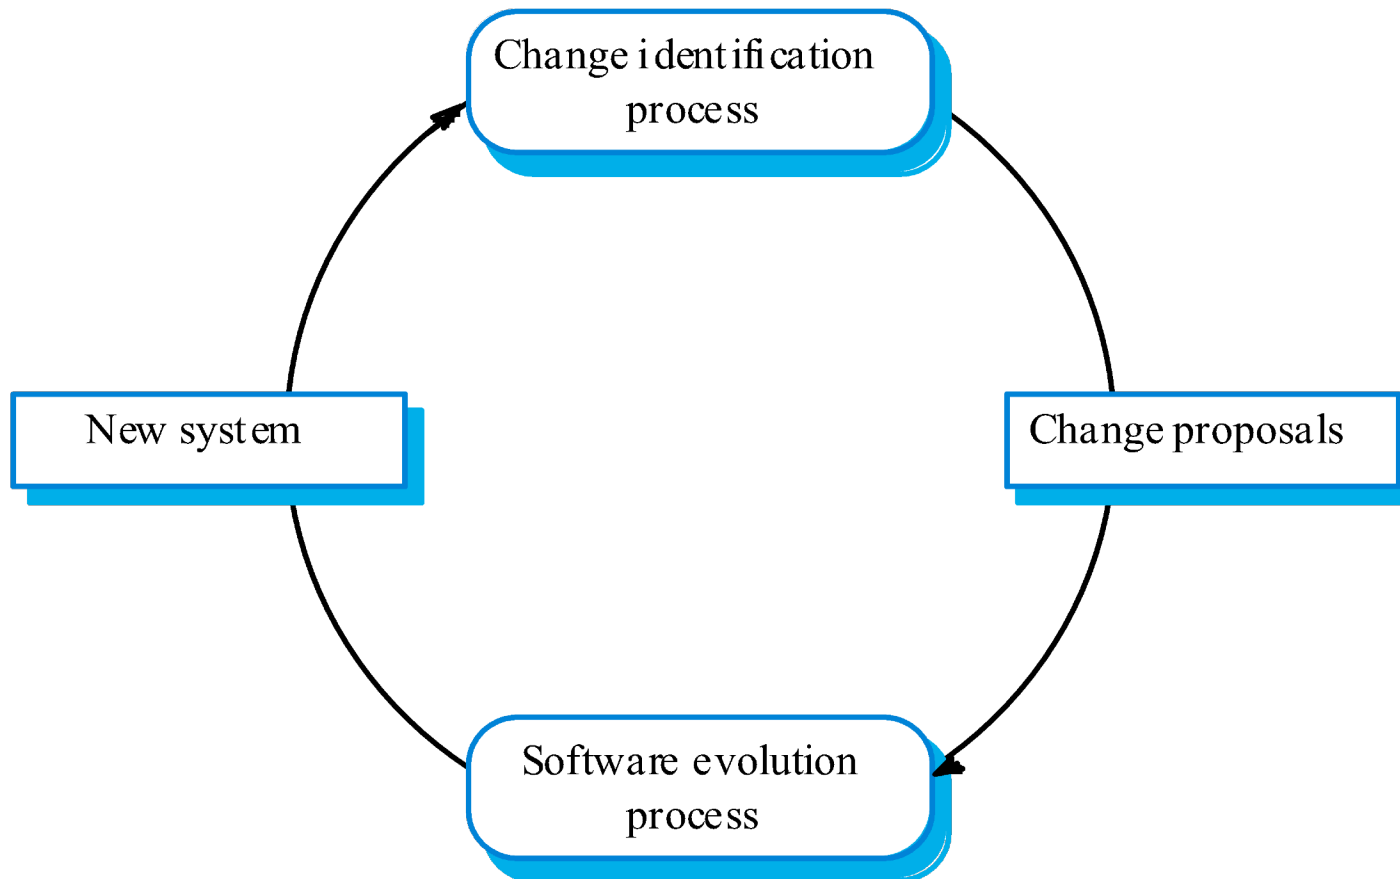 Change identification
process
New system
Change proposals
Software evolution
process